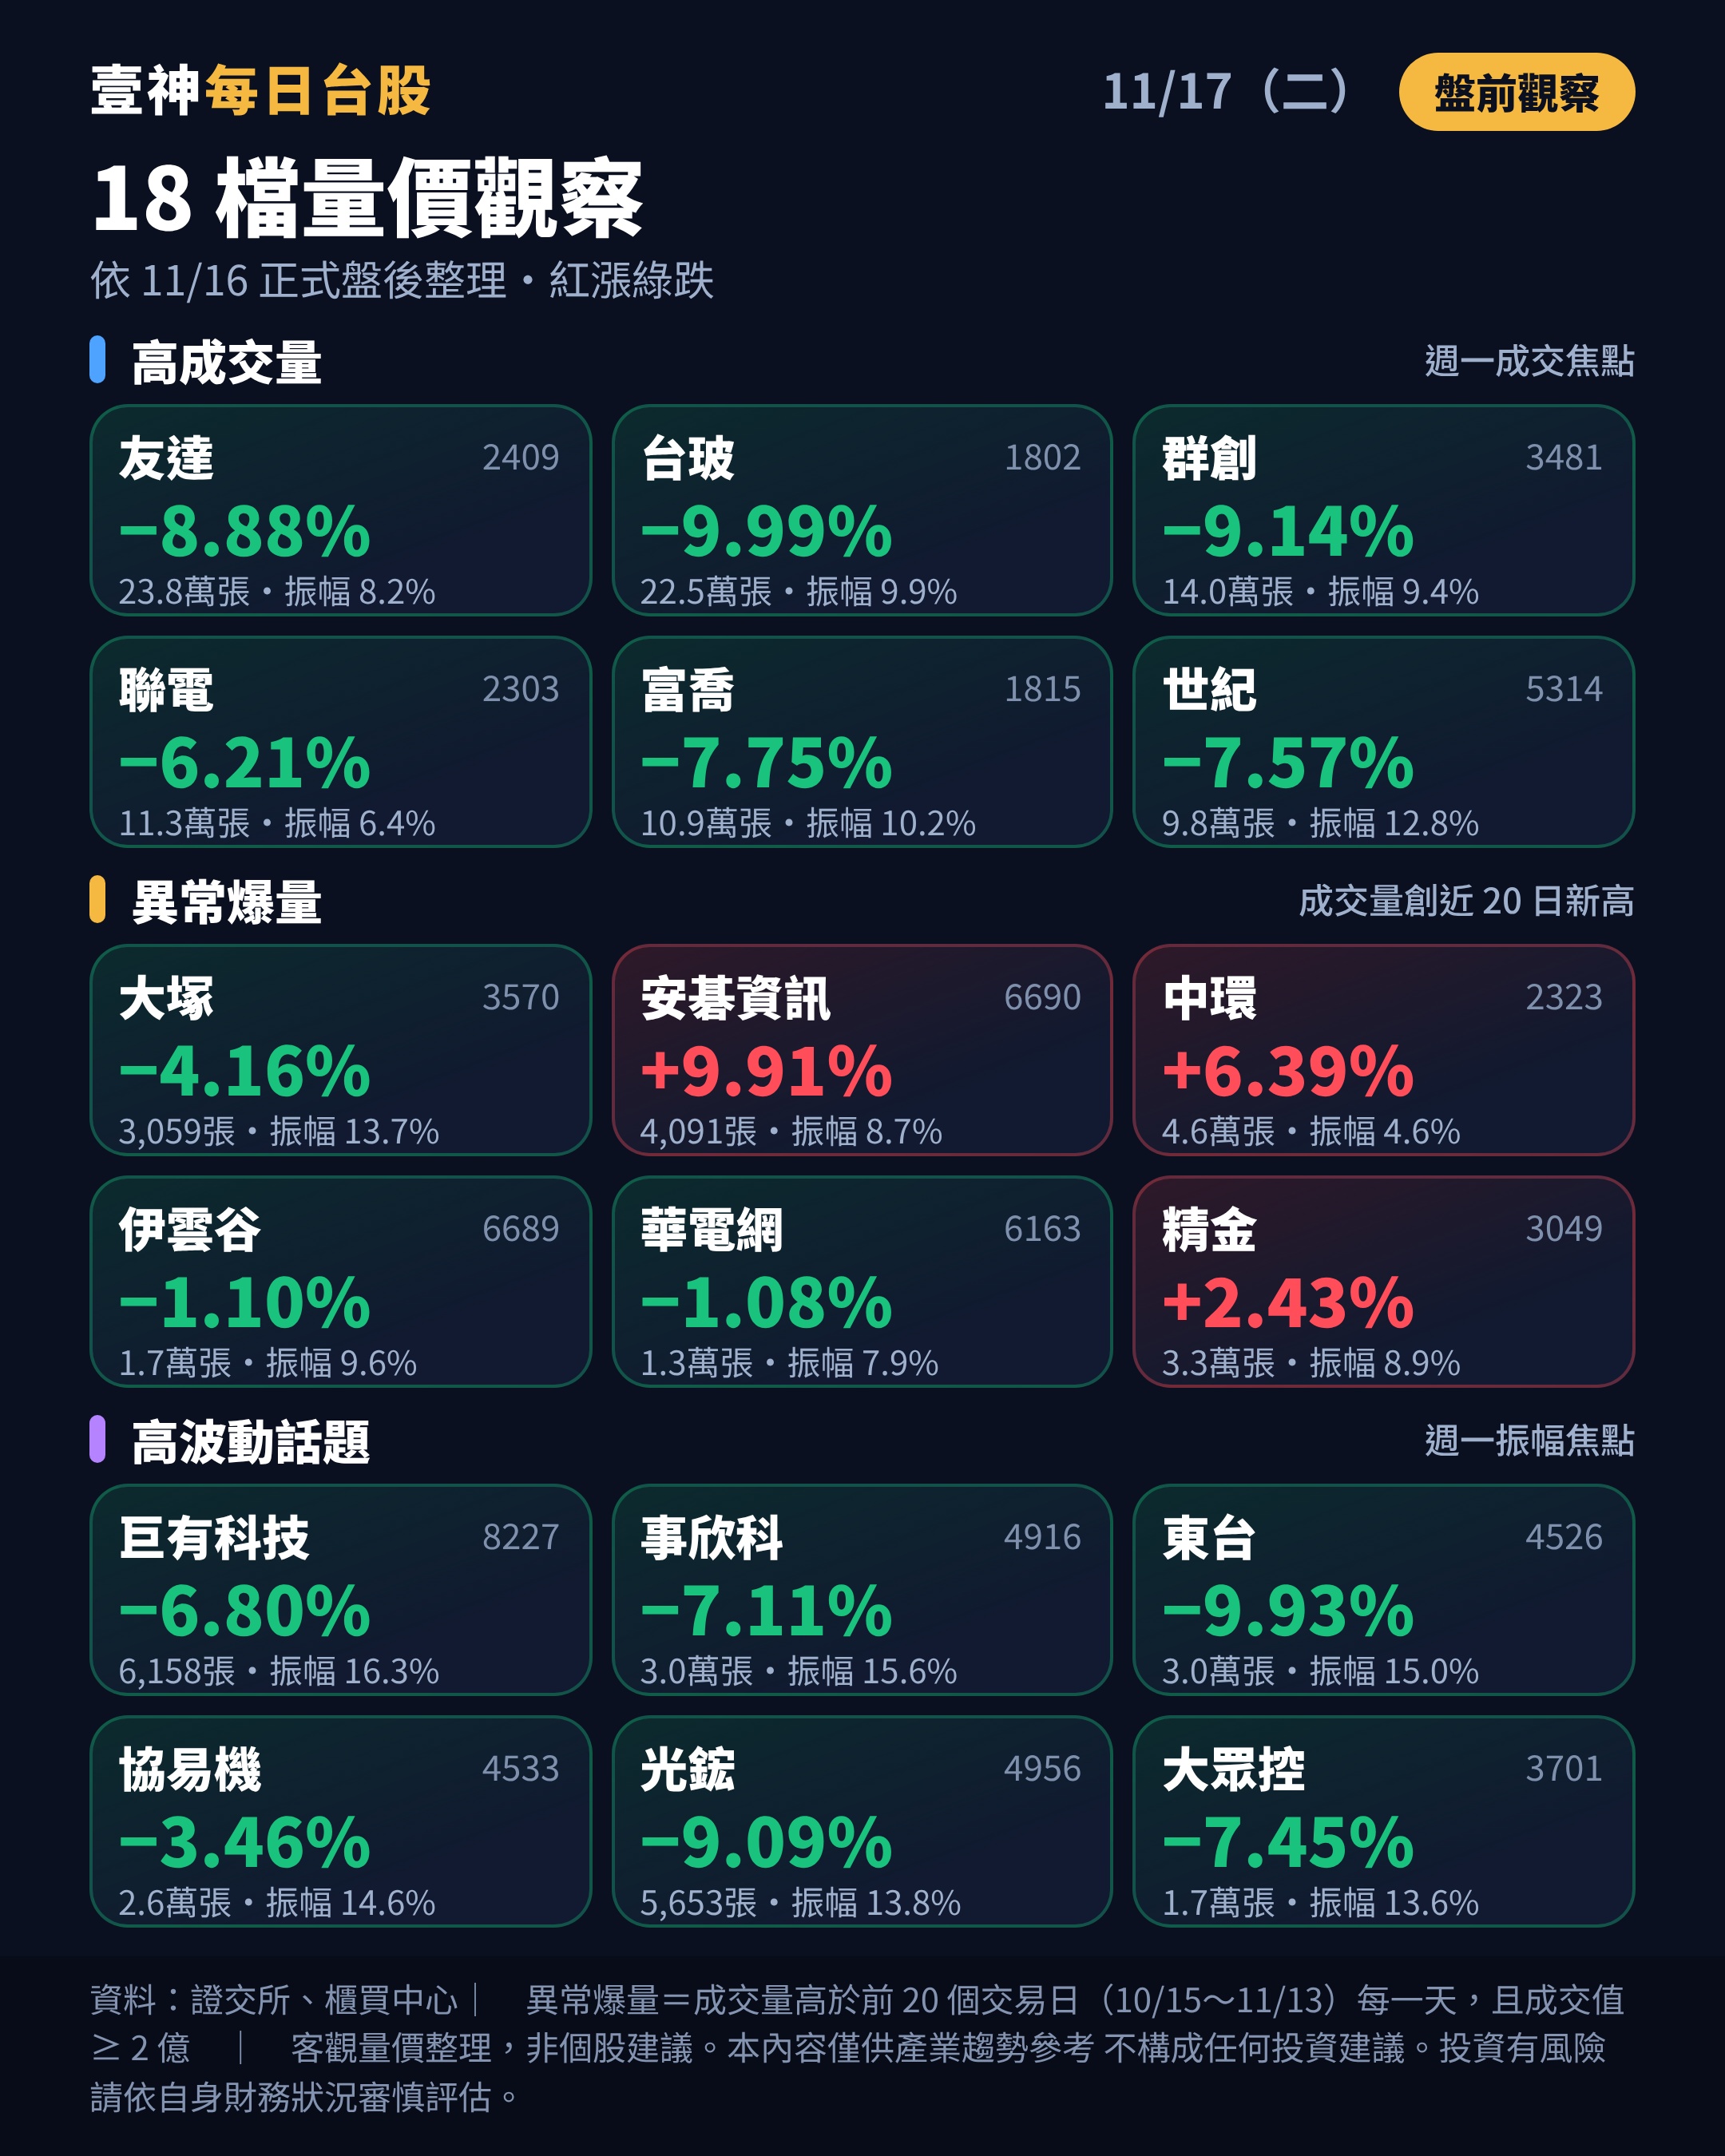 壹神每日台股
11/17（二）
盤前觀察
18 檔量價觀察
依 11/16 正式盤後整理・紅漲綠跌
高成交量
週一成交焦點
友達 2409
−8.88%
23.8萬張・振幅 8.2%
台玻 1802
−9.99%
22.5萬張・振幅 9.9%
群創 3481
−9.14%
14.0萬張・振幅 9.4%
聯電 2303
−6.21%
11.3萬張・振幅 6.4%
富喬 1815
−7.75%
10.9萬張・振幅 10.2%
世紀 5314
−7.57%
9.8萬張・振幅 12.8%
異常爆量
成交量創近 20 日新高
大塚 3570
−4.16%
3,059張・振幅 13.7%
安碁資訊 6690
+9.91%
4,091張・振幅 8.7%
中環 2323
+6.39%
4.6萬張・振幅 4.6%
伊雲谷 6689
−1.10%
1.7萬張・振幅 9.6%
華電網 6163
−1.08%
1.3萬張・振幅 7.9%
精金 3049
+2.43%
3.3萬張・振幅 8.9%
高波動話題
週一振幅焦點
巨有科技 8227
−6.80%
6,158張・振幅 16.3%
事欣科 4916
−7.11%
3.0萬張・振幅 15.6%
東台 4526
−9.93%
3.0萬張・振幅 15.0%
協易機 4533
−3.46%
2.6萬張・振幅 14.6%
光鋐 4956
−9.09%
5,653張・振幅 13.8%
大眾控 3701
−7.45%
1.7萬張・振幅 13.6%
資料：證交所、櫃買中心｜　異常爆量＝成交量高於前 20 個交易日（10/15～11/13）每一天，且成交值
≥ 2 億　｜　客觀量價整理，非個股建議。本內容僅供產業趨勢參考 不構成任何投資建議。投資有風險
請依自身財務狀況審慎評估。